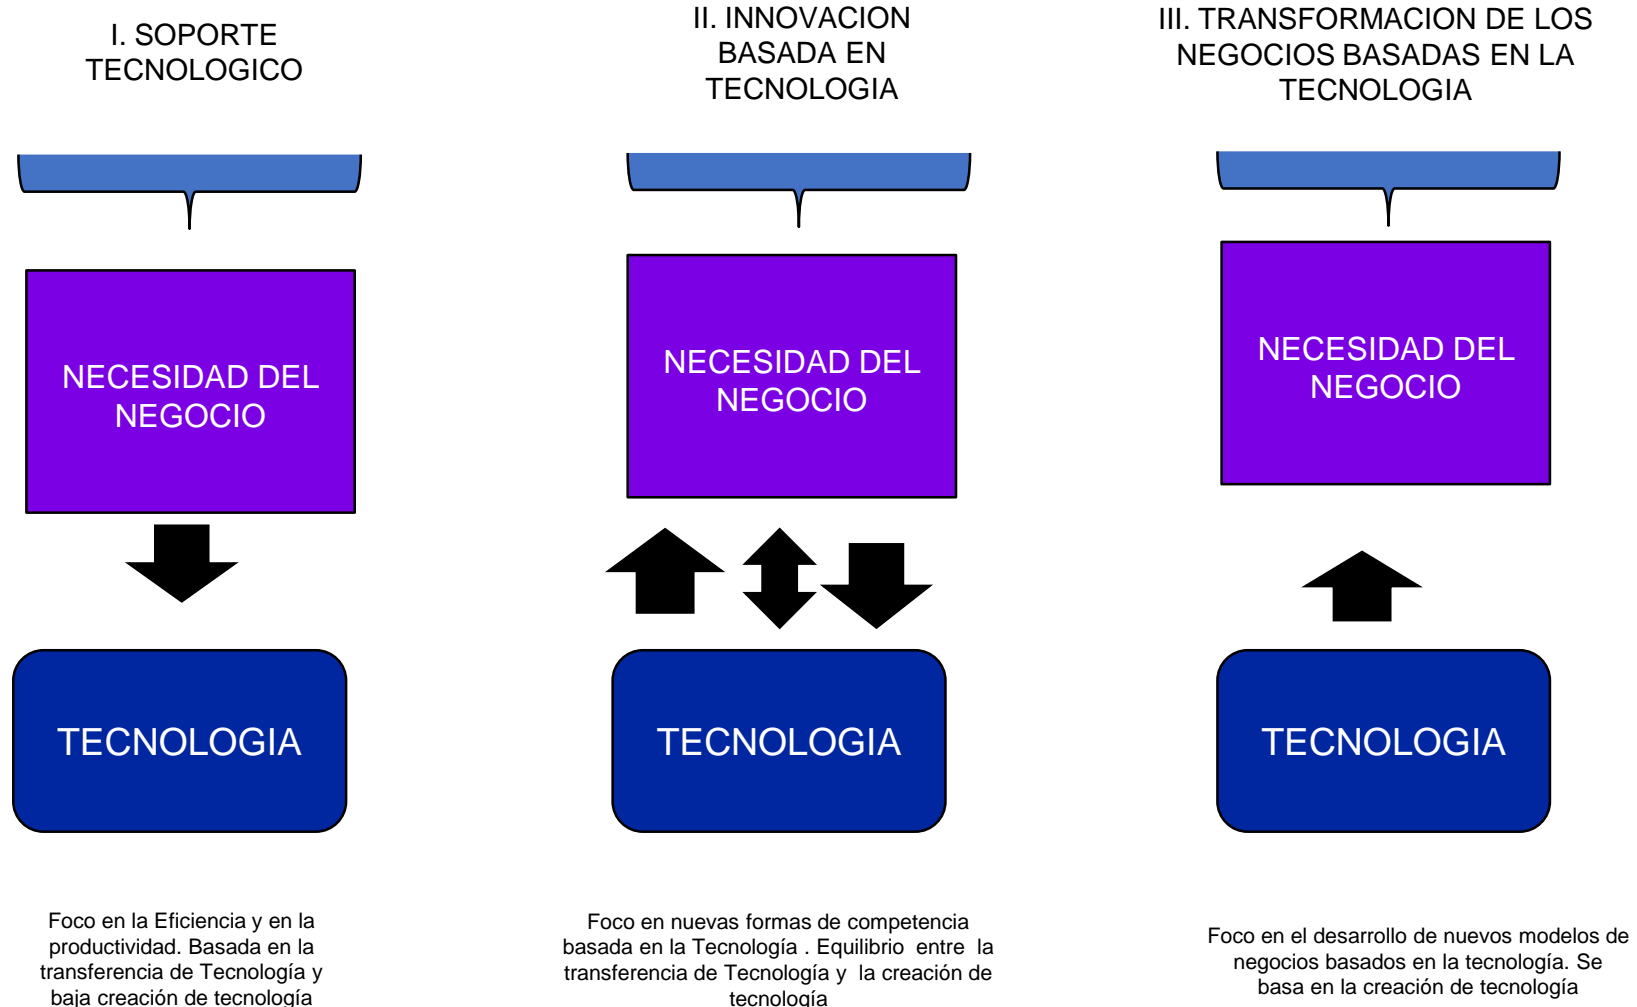 I. SOPORTE
TECNOLOGICO
II. INNOVACION
BASADA EN
TECNOLOGIA
III. TRANSFORMACION DE LOS
NEGOCIOS BASADAS EN LA
TECNOLOGIA
NECESIDAD DEL
NEGOCIO
NECESIDAD DEL
NEGOCIO
NECESIDAD DEL
NEGOCIO
TECNOLOGIA
TECNOLOGIA
TECNOLOGIA
Foco en la Eficiencia y en la
productividad. Basada en la
transferencia de Tecnología y
baja creación de tecnología
Foco en nuevas formas de competencia
basada en la Tecnología . Equilibrio entre la
transferencia de Tecnología y la creación de
tecnología
Foco en el desarrollo de nuevos modelos de
negocios basados en la tecnología. Se
basa en la creación de tecnología